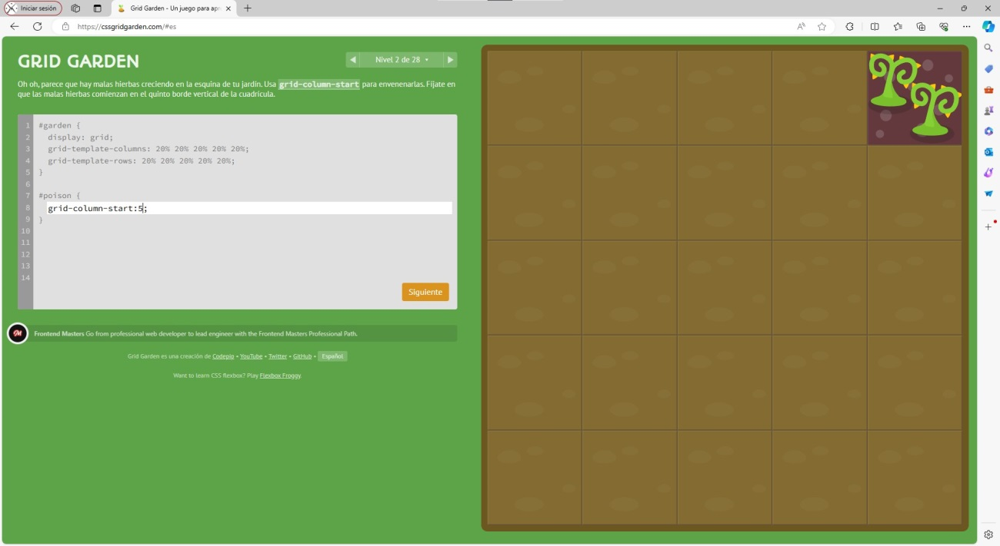 Iniciar sesión
Grid Garden - Un juego para apre
https://cssgridgarden.com/#es
GRID GARDEN
Nivel 2 de 28
Oh oh, parece que hay malas hierbas creciendo en la esquina de tu jardín. Usa grid-column-start para envenenarlas. Fíjate en
que las malas hierbas comienzan en el quinto borde vertical de la cuadrícula.
1 #garden {
2 display: grid;
3 grid-template-columns: 20% 20% 20% 20% 20%;
4 grid-template-rows: 20% 20% 20% 20% 20%;
5 }
6
7 #poison {
8 grid-column-start:5;
9 }
10
11
12
13
14
Siguiente
FM Frontend Masters Go from professional web developer to lead engineer with the Frontend Masters Professional Path.
Grid Garden es una creación de Codepip • YouTube • Twitter • GitHub • Español
Want to learn CSS flexbox? Play Flexbox Froggy.